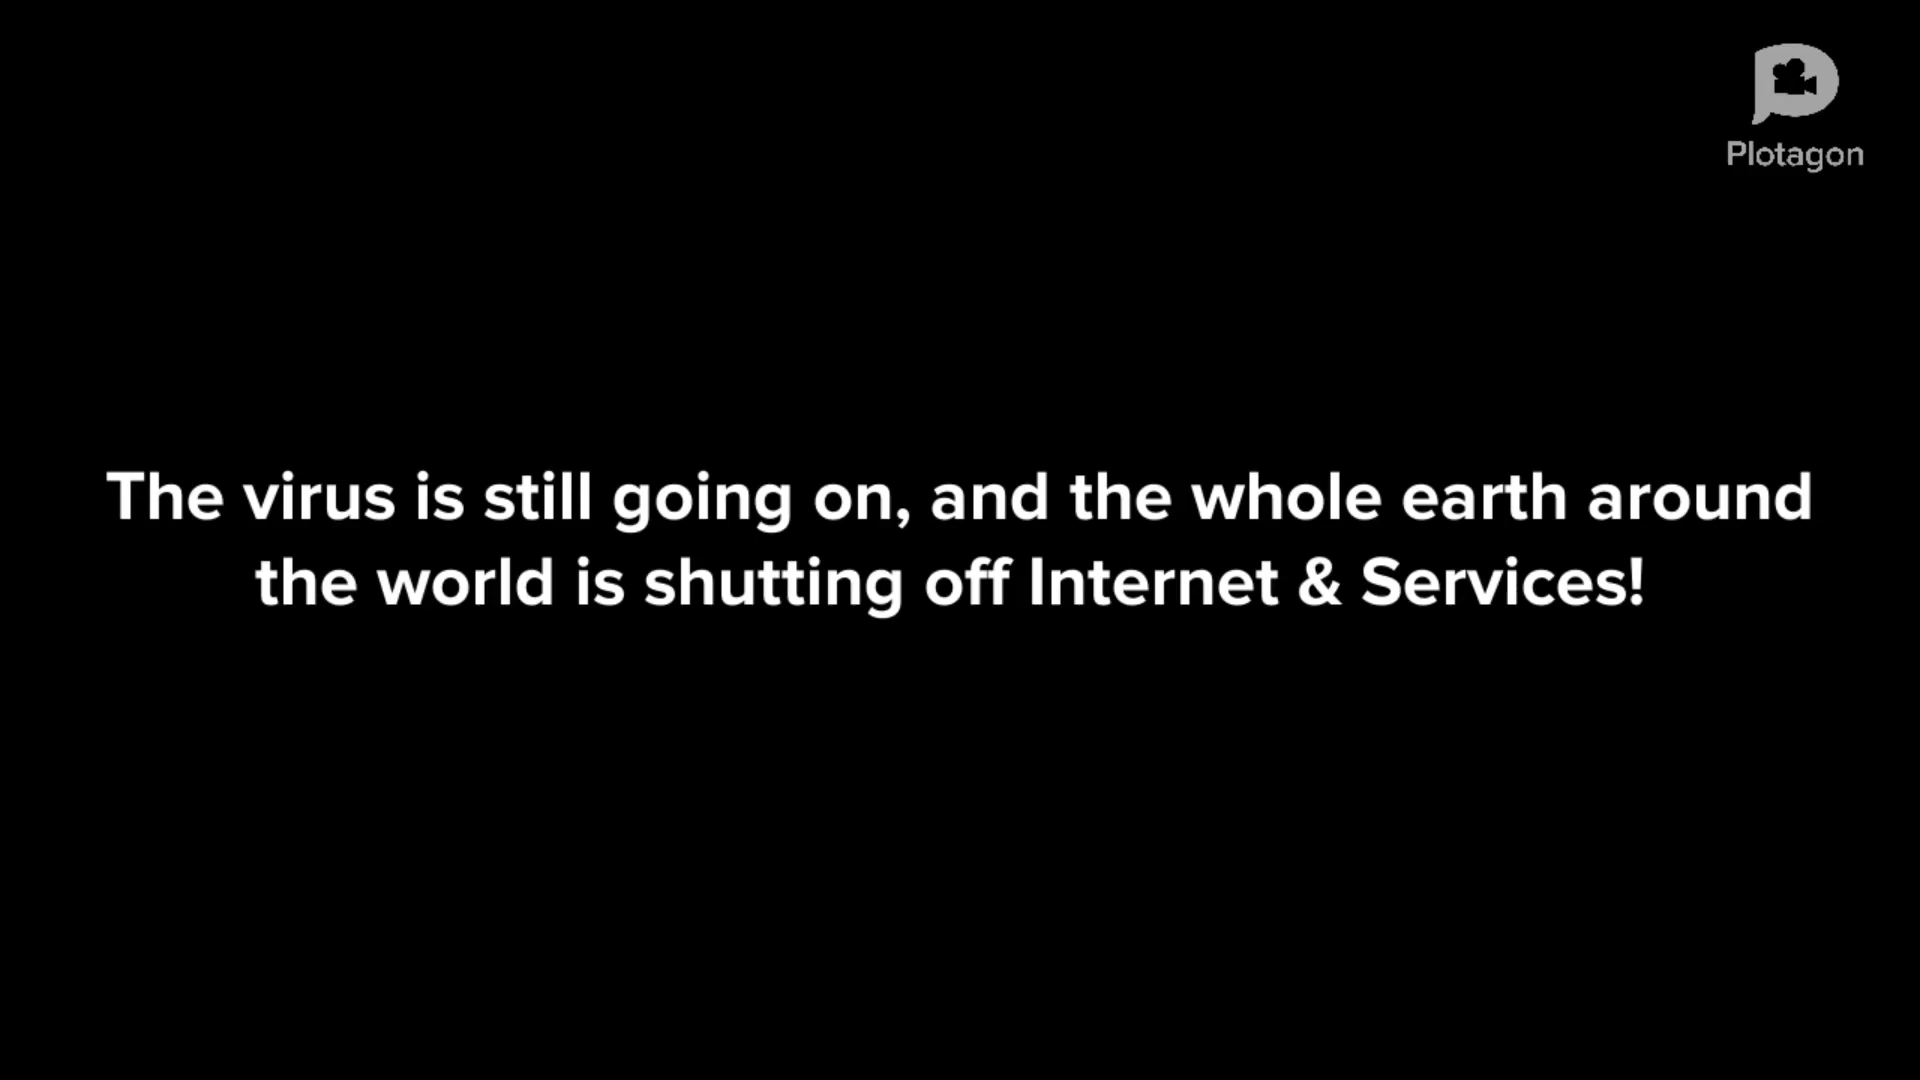 Plotagon
The virus is still going on, and the whole earth around
the world is shutting off Internet & Services!